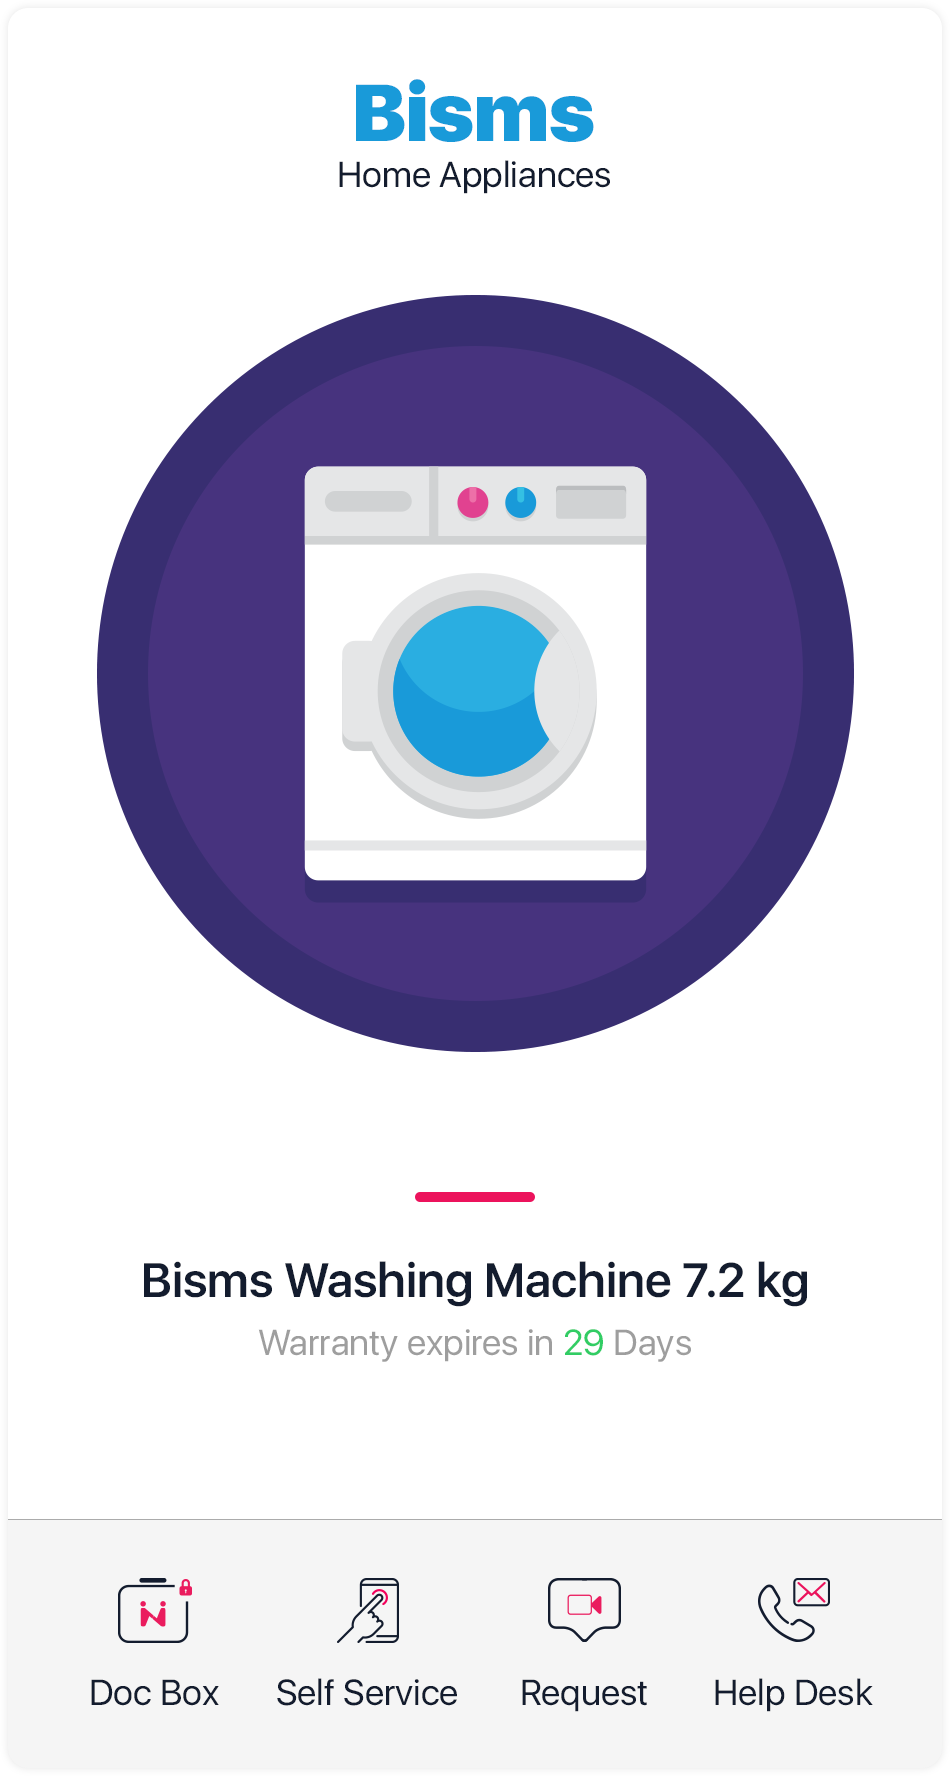 Bisms
Home Appliances
Bisms Washing Machine 7.2 kg
Warranty expires in 29 Days
Doc Box
Self Service
Request
Help Desk